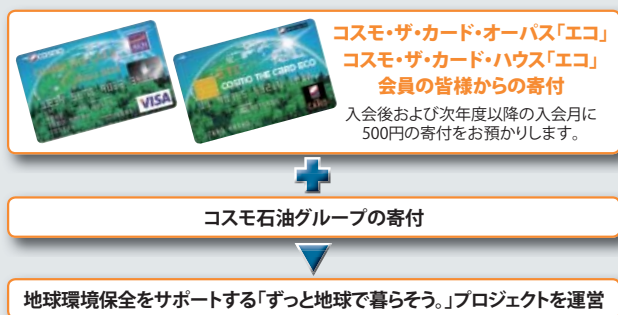 COSMO
VISA
COSMO THE CARD ECO
CARD
コスモ・ザ・カード・オーパス「エコ」
コスモ・ザ・カード・ハウス「エコ」
会員の皆様からの寄付
入会後および次年度以降の入会月に
500円の寄付をお預かりします。
コスモ石油グループの寄付
地球環境保全をサポートする「ずっと地球で暮らそう。」プロジェクトを運営